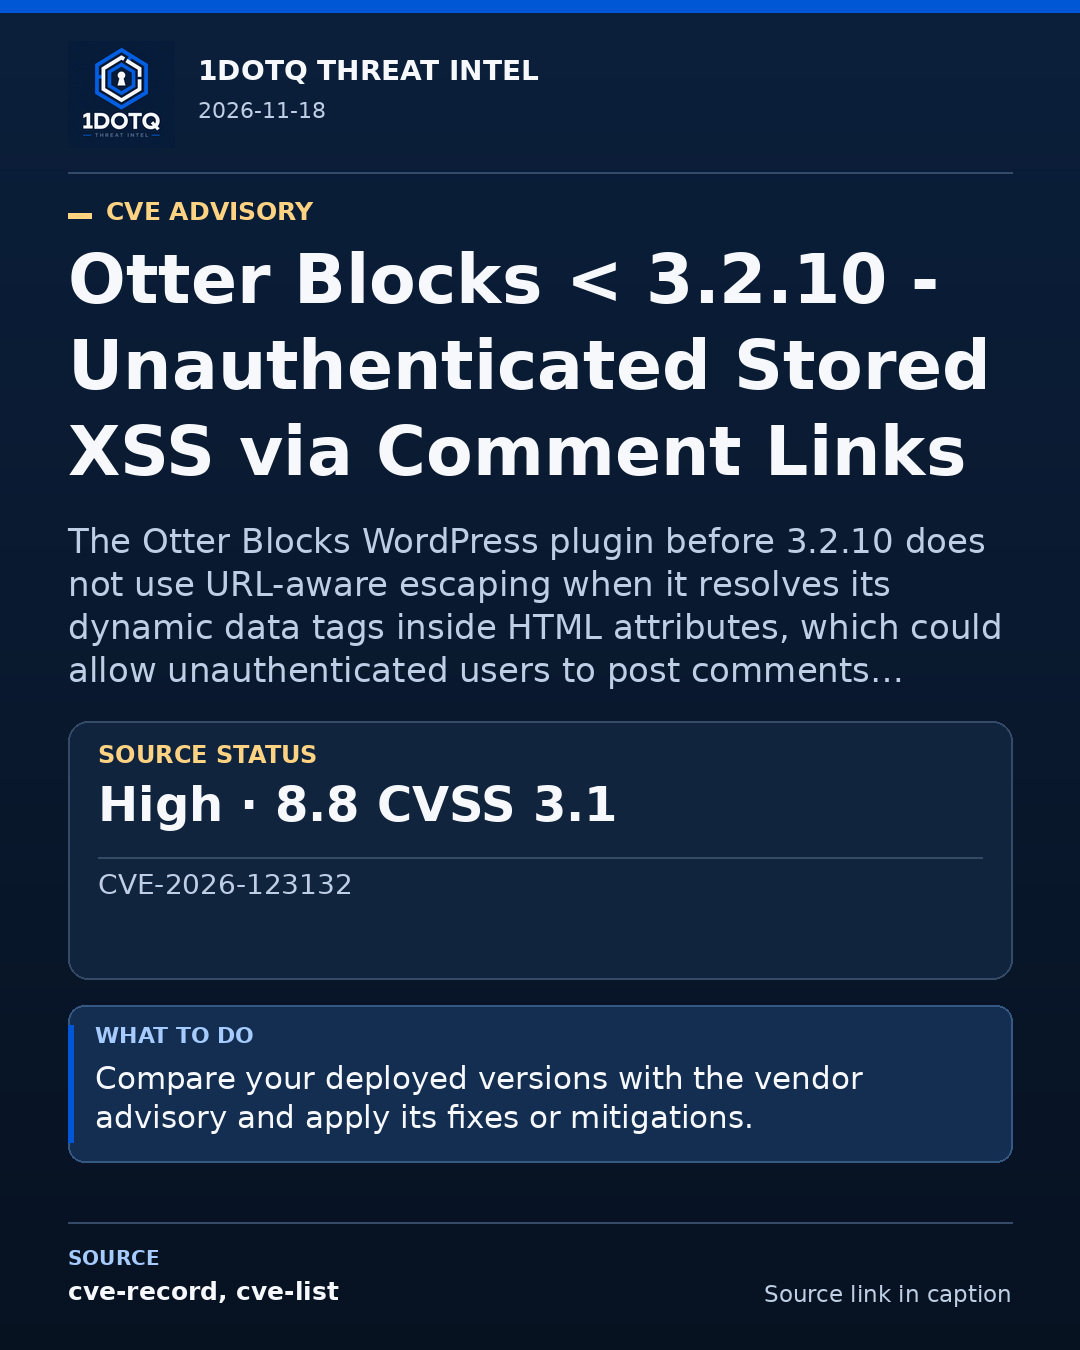 1DOTQ
THREAT INTEL
1DOTQ THREAT INTEL
2026-11-18
CVE ADVISORY
Otter Blocks < 3.2.10 -
Unauthenticated Stored
XSS via Comment Links
The Otter Blocks WordPress plugin before 3.2.10 does
not use URL-aware escaping when it resolves its
dynamic data tags inside HTML attributes, which could
allow unauthenticated users to post comments...
SOURCE STATUS
High · 8.8 CVSS 3.1
CVE-2026-123132
WHAT TO DO
Compare your deployed versions with the vendor
advisory and apply its fixes or mitigations.
SOURCE
cve-record, cve-list
Source link in caption